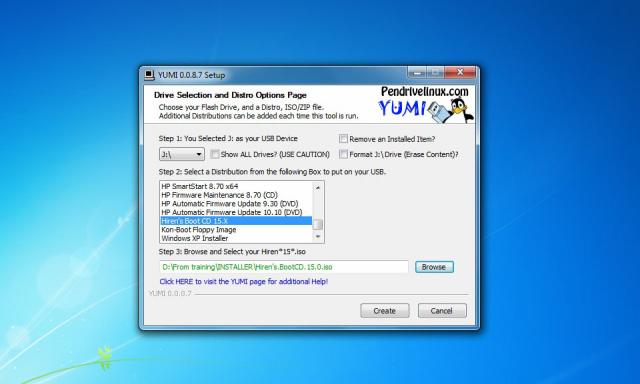 YUMI 0.0.8.7 Setup
Drive Selection and Distro Options Page
Choose your Flash Drive, and a Distro, ISO/ZIP file.
Additional Distributions can be added each time this tool is run.
Pendrivelinux.com
YUMI
Step 1: You Selected J: as your USB Device
Remove an Installed Item?
J:\
Show ALL Drives? (USE CAUTION)
Format J:\ Drive (Erase Content)?
Step 2: Select a Distribution from the following Box to put on your USB.
HP SmartStart 8.70 x64
HP Firmware Maintenance 8.70 (CD)
HP Automatic Firmware Update 9.30 (DVD)
HP Automatic Firmware Update 10.10 (DVD)
Hiren's Boot CD 15.X
Kon-Boot Floppy Image
Windows XP Installer
Step 3: Browse and Select your Hiren*15*.iso
D:\From training\INSTALLER\Hiren's.BootCD.15.0.iso
Browse
Click HERE to visit the YUMI page for additional Help!
YUMI 0.0.8.7
Create
Cancel